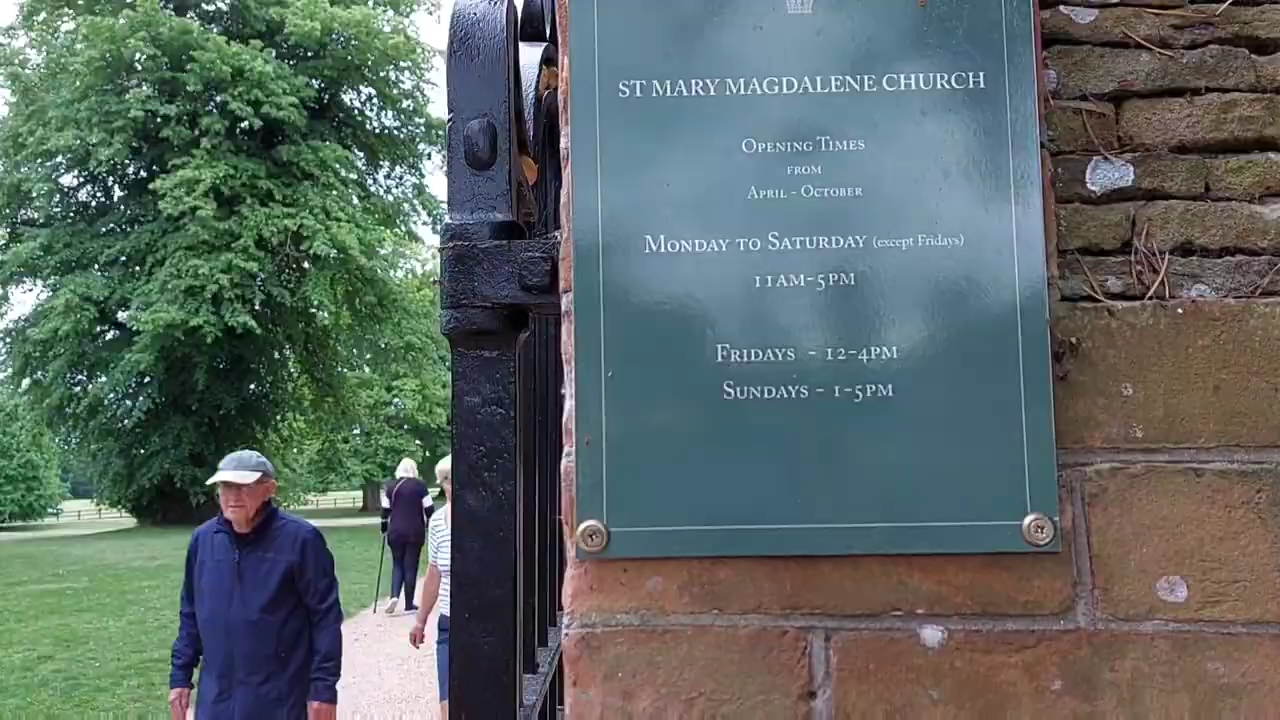 ST MARY MAGDALENE CHURCH
OPENING TIMES
FROM
APRIL - OCTOBER
MONDAY TO SATURDAY (except Fridays)
11AM-5PM
FRIDAYS - 12-4PM
SUNDAYS - 1-5PM